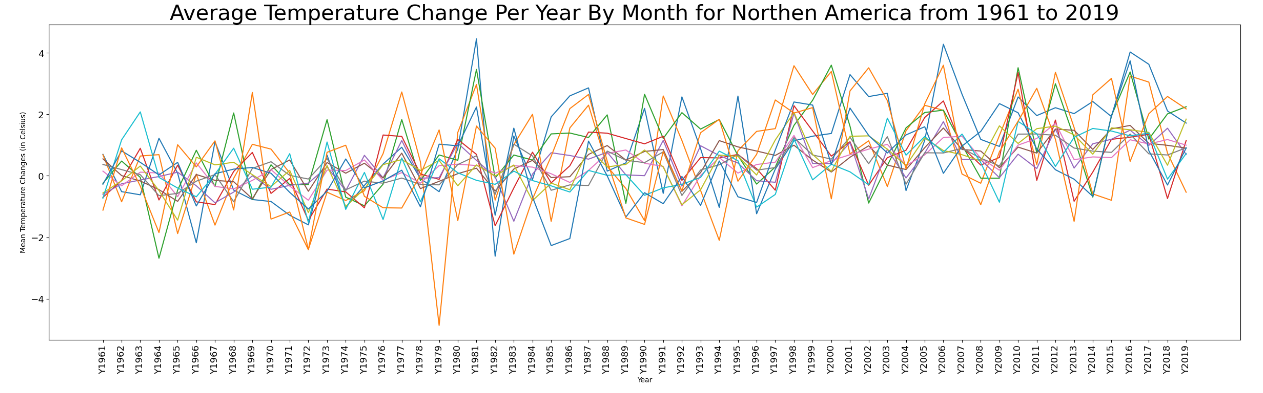 Average Temperature Change Per Year By Month for Northen America from 1961 to 2019
Mean Temperature Changes (in Celsius)
4
2
0
−2
−4
Y1961 Y1962 Y1963 Y1964 Y1965 Y1966 Y1967 Y1968 Y1969 Y1970 Y1971 Y1972 Y1973 Y1974 Y1975 Y1976 Y1977 Y1978 Y1979 Y1980 Y1981 Y1982 Y1983 Y1984 Y1985 Y1986 Y1987 Y1988 Y1989 Y1990 Y1991 Y1992 Y1993 Y1994 Y1995 Y1996 Y1997 Y1998 Y1999 Y2000 Y2001 Y2002 Y2003 Y2004 Y2005 Y2006 Y2007 Y2008 Y2009 Y2010 Y2011 Y2012 Y2013 Y2014 Y2015 Y2016 Y2017 Y2018 Y2019
Year